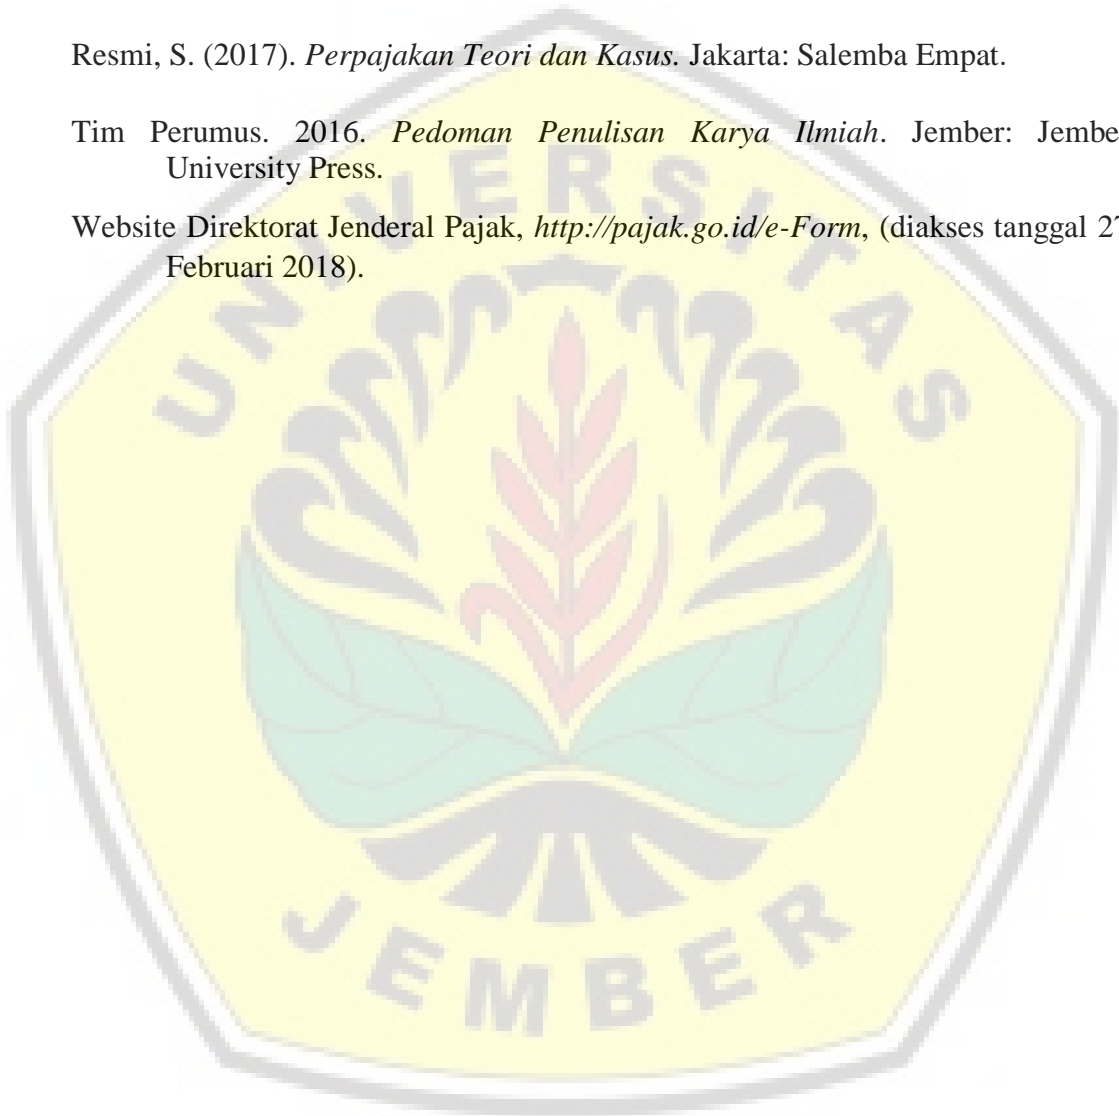 Resmi, S. (2017). Perpajakan Teori dan Kasus. Jakarta: Salemba Empat.
Tim Perumus. 2016. Pedoman Penulisan Karya Ilmiah. Jember: Jembe
University Press.
Website Direktorat Jenderal Pajak, http://pajak.go.id/e-Form, (diakses tanggal 27
Februari 2018).
UNIVERSITAS
JEMBER